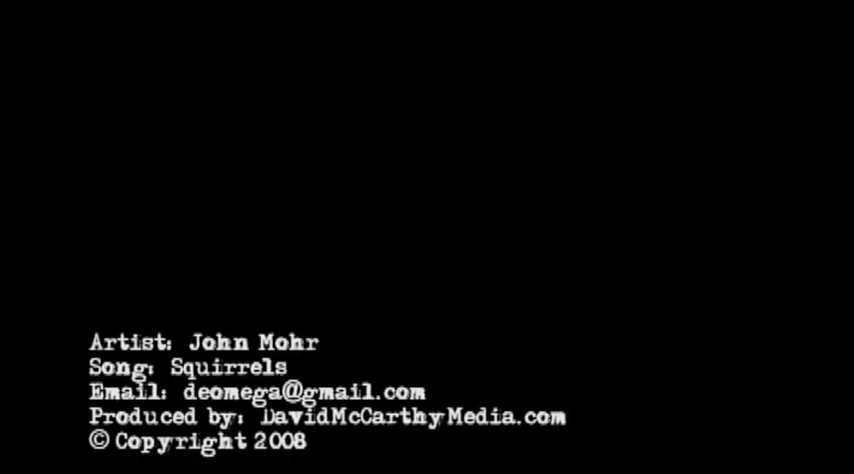 Artist: John Mohr
Song: Squirrels
Email: deomega@gmail.com
Produced by: DavidMcCarthyMedia.com
© Copyright 2008